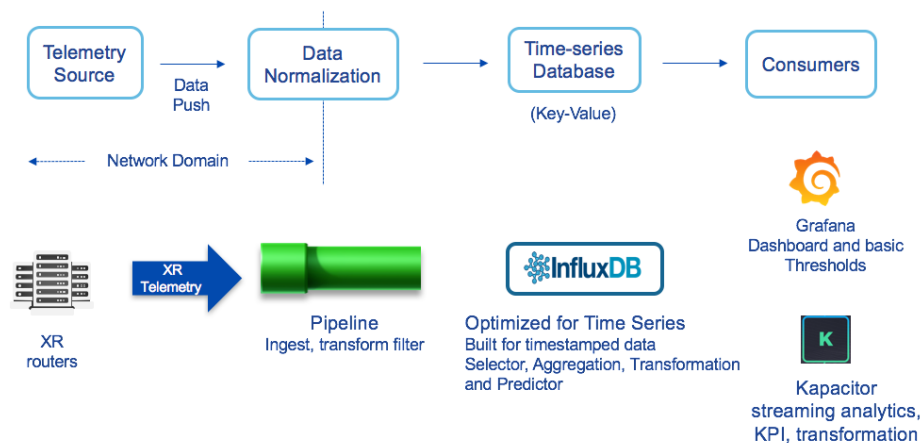 Telemetry
Source
Data
Push
Data
Normalization
Time-series
Database
(Key-Value)
Consumers
Network Domain
XR
routers
XR
Telemetry
Pipeline
Ingest, transform filter
InfluxDB
Optimized for Time Series
Built for timestamped data
Selector, Aggregation, Transformation
and Predictor
Grafana
Dashboard and basic
Thresholds
K
Kapacitor
streaming analytics,
KPI, transformation